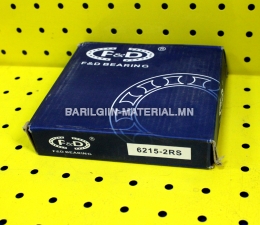 F&D ®
F&D BEARING
BARILGIIN-MATERIAL.MN
F&D ®
F&D BEARING
6215-2RS